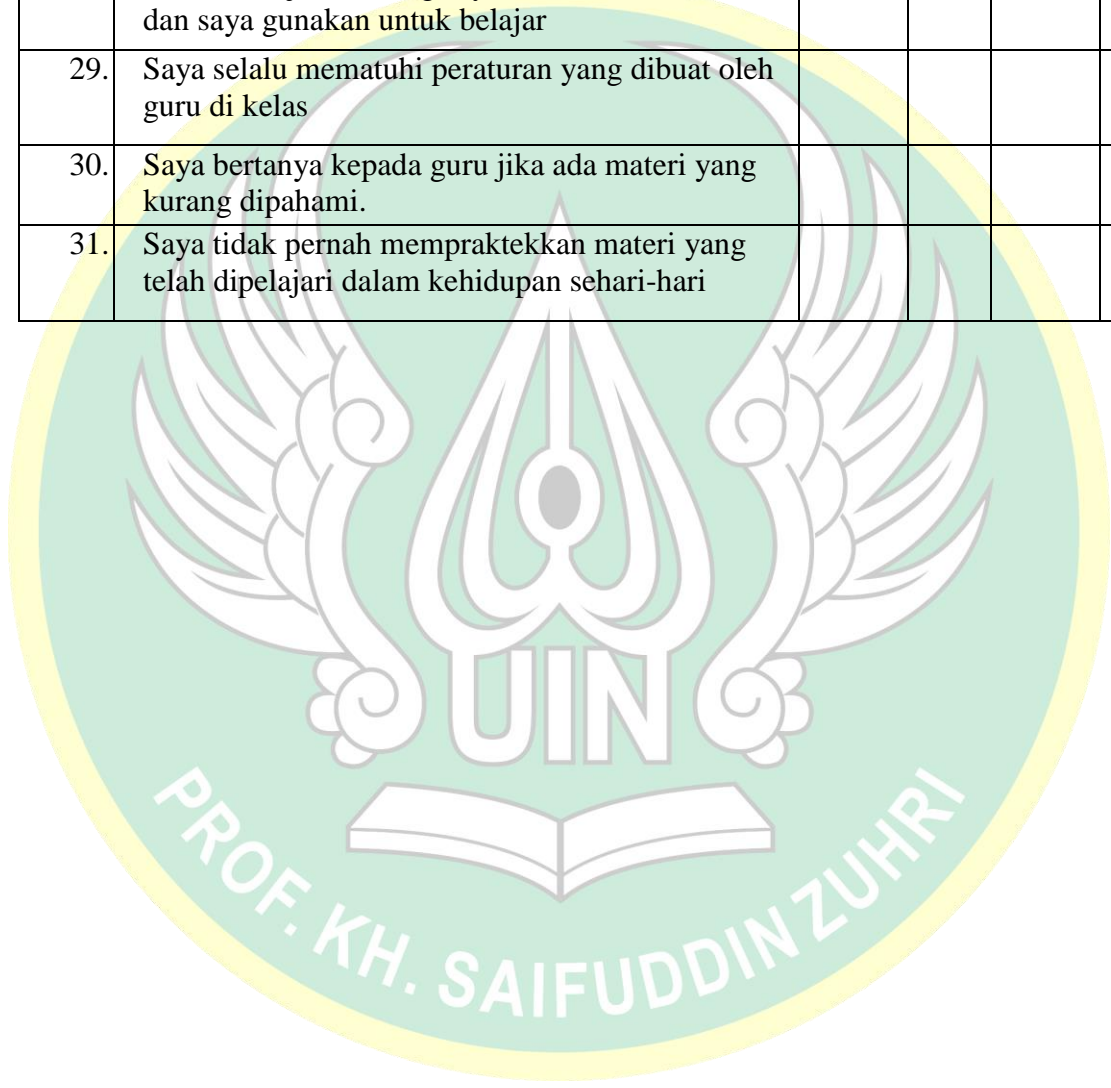 dan saya gunakan untuk belajar
29. Saya selalu mematuhi peraturan yang dibuat oleh
guru di kelas
30. Saya bertanya kepada guru jika ada materi yang
kurang dipahami.
31. Saya tidak pernah mempraktekkan materi yang
telah dipelajari dalam kehidupan sehari-hari
UIN
PROF. KH. SAIFUDDIN ZUHRI